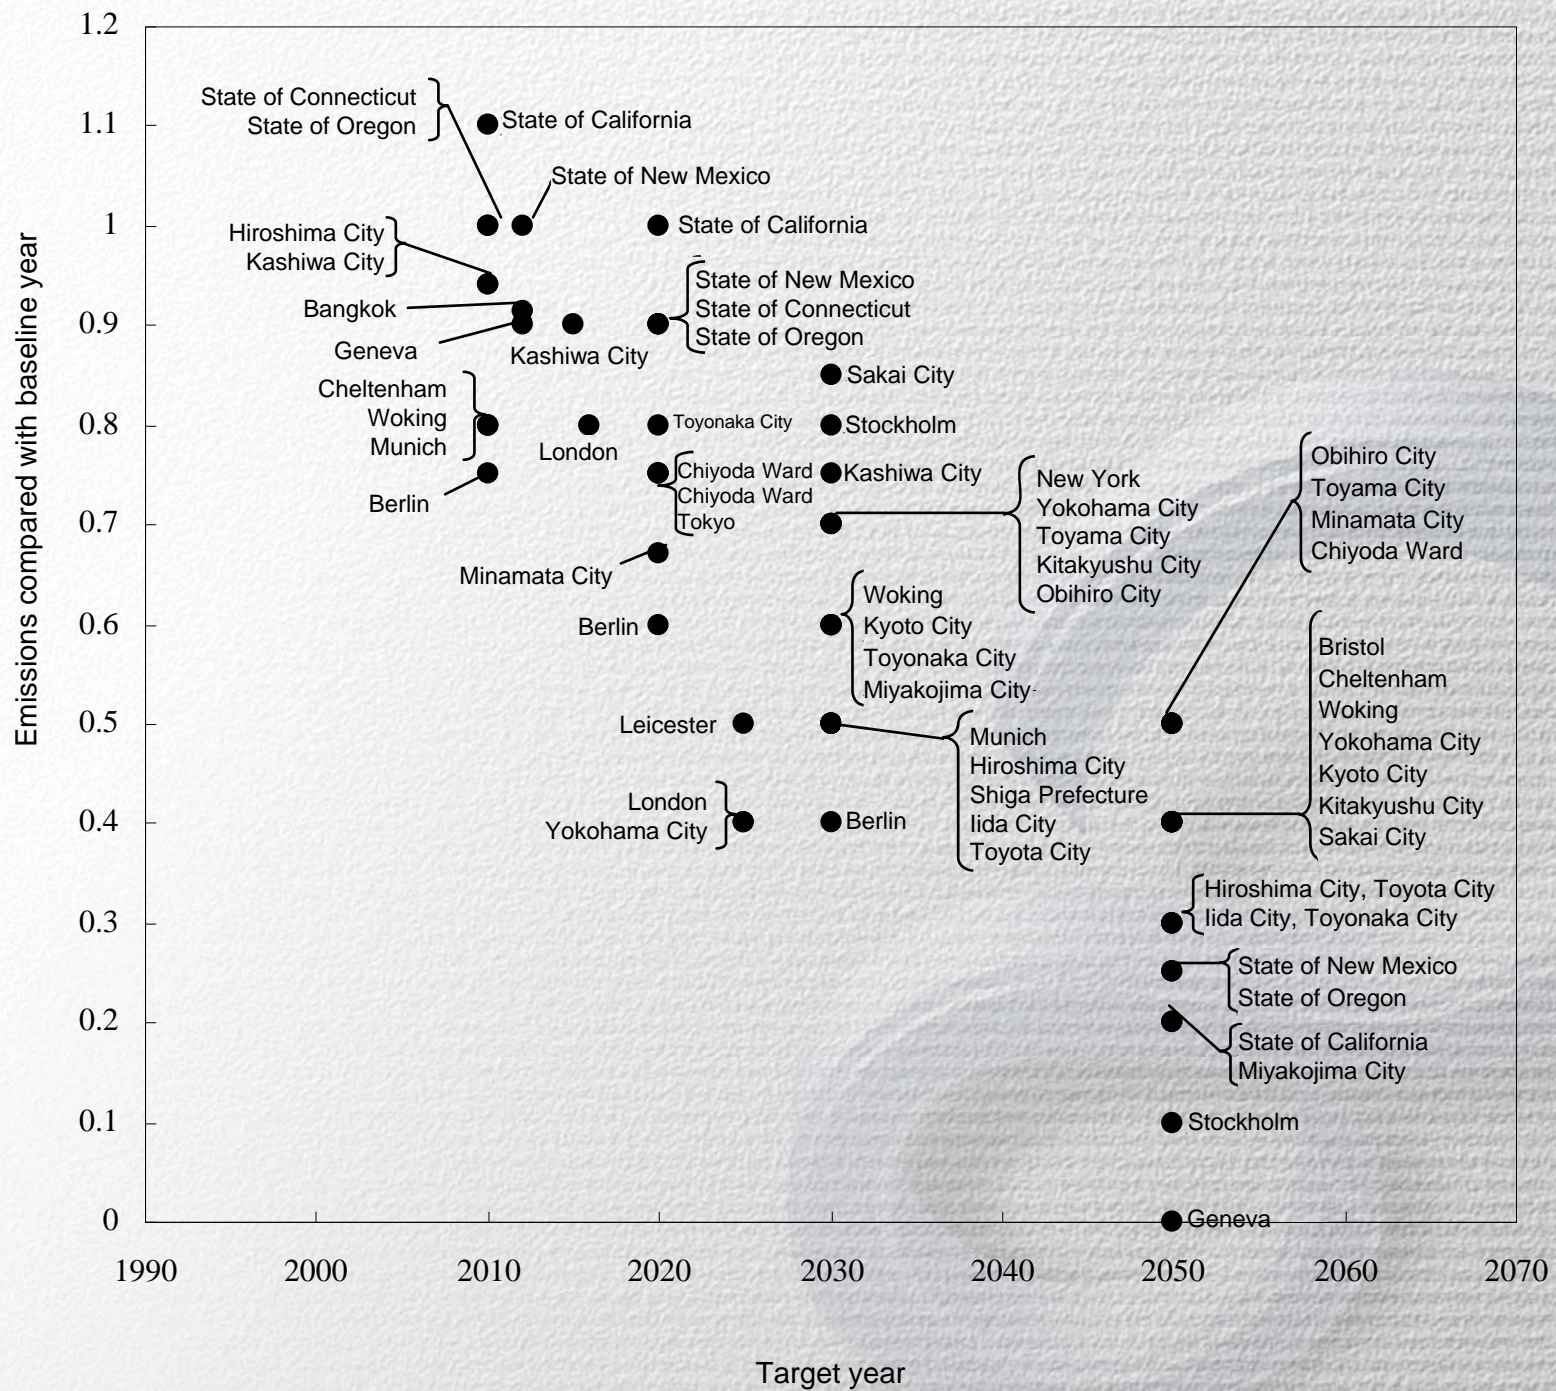 1.2
State of Connecticut
State of Oregon
1.1
State of California
State of New Mexico
1
State of California
Hiroshima City
Kashiwa City
State of New Mexico
State of Connecticut
State of Oregon
Bangkok
0.9
Geneva
Kashiwa City
Sakai City
Cheltenham
Woking
Munich
0.8
London
Toyonaka City
Stockholm
Berlin
Chiyoda Ward
Chiyoda Ward
Tokyo
Kashiwa City
New York
Yokohama City
Toyama City
Kitakyushu City
Obihiro City
Obihiro City
Toyama City
Minamata City
Chiyoda Ward
0.7
Minamata City
0.6
Berlin
Woking
Kyoto City
Toyonaka City
Miyakojima City
Bristol
Cheltenham
Woking
Yokohama City
Kyoto City
Kitakyushu City
Sakai City
0.5
Leicester
Munich
Hiroshima City
Shiga Prefecture
Iida City
Toyota City
London
Yokohama City
0.4
Berlin
Hiroshima City, Toyota City
Iida City, Toyonaka City
0.3
State of New Mexico
State of Oregon
0.2
State of California
Miyakojima City
0.1
Stockholm
0
Geneva
1990 2000 2010 2020 2030 2040 2050 2060 2070
Target year
Emissions compared with baseline year